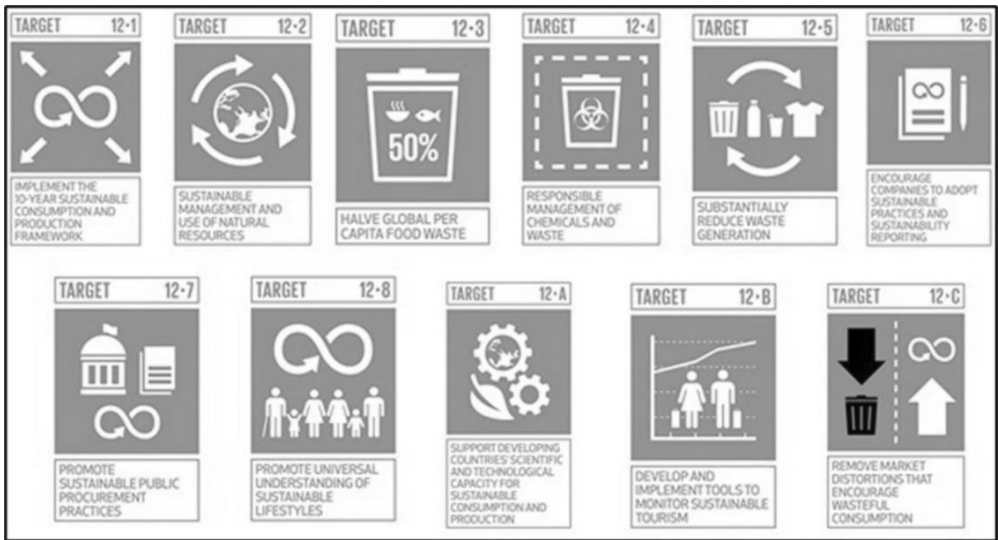 TARGET 12·1
TARGET 12·2
TARGET 12·3
TARGET 12·4
TARGET 12·5
TARGET 12·6
50%
IMPLEMENT THE
10-YEAR SUSTAINABLE
CONSUMPTION AND
PRODUCTION
FRAMEWORK
SUSTAINABLE
MANAGEMENT AND
USE OF NATURAL
RESOURCES
HALVE GLOBAL PER
CAPITA FOOD WASTE
RESPONSIBLE
MANAGEMENT OF
CHEMICALS AND
WASTE
SUBSTANTIALLY
REDUCE WASTE
GENERATION
ENCOURAGE
COMPANIES TO ADOPT
SUSTAINABLE
PRACTICES AND
SUSTAINABILITY
REPORTING
TARGET 12·7
TARGET 12·8
TARGET 12·A
TARGET 12·B
TARGET 12·C
PROMOTE
SUSTAINABLE PUBLIC
PROCUREMENT
PRACTICES
PROMOTE UNIVERSAL
UNDERSTANDING OF
SUSTAINABLE
LIFESTYLES
SUPPORT DEVELOPING
COUNTRIES' SCIENTIFIC
AND TECHNOLOGICAL
CAPACITY FOR
SUSTAINABLE
CONSUMPTION AND
PRODUCTION
DEVELOP AND
IMPLEMENT TOOLS TO
MONITOR SUSTAINABLE
TOURISM
REMOVE MARKET
DISTORTIONS THAT
ENCOURAGE
WASTEFUL
CONSUMPTION